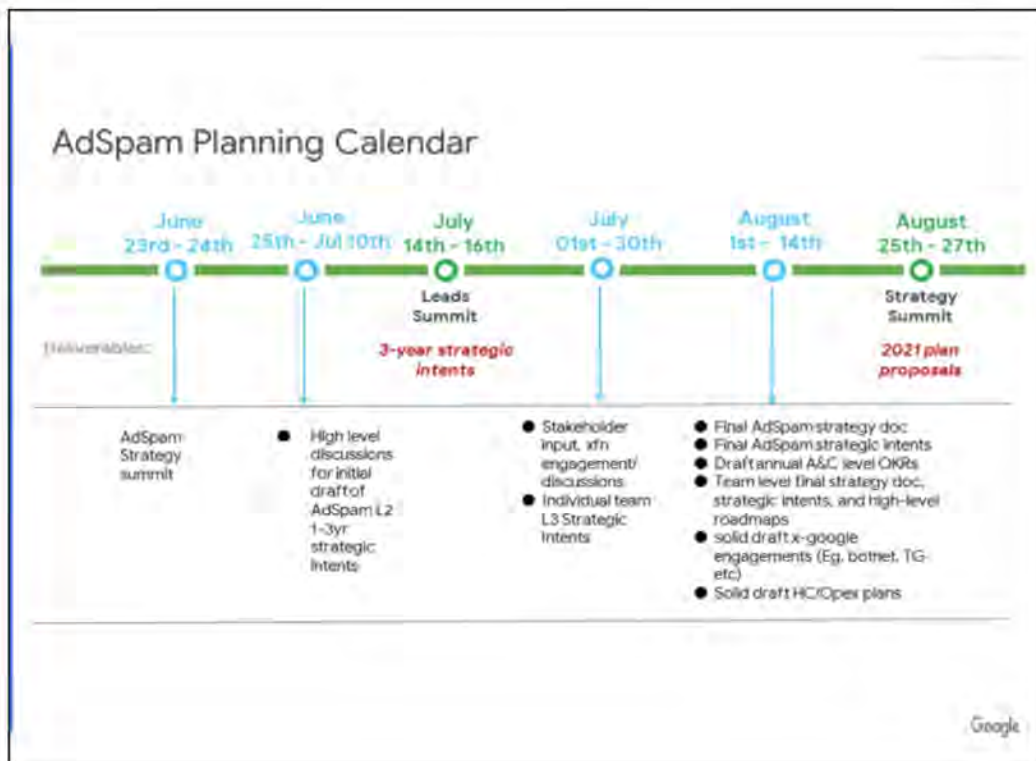 AdSpam Planning Calendar
June
23rd - 24th
June
25th - Jul 10th
July
14th - 16th
July
01st - 30th
August
1st - 14th
August
25th - 27th
Leads
Summit
Strategy
Summit
Deliverables:
3-year strategic
intents
2021 plan
proposals
AdSpam
Strategy
summit
● High level
discussions
for initial
draft of
AdSpam L2
1-3yr
strategic
intents
● Stakeholder
input, xfn
engagement/
discussions
● Individual team
L3 Strategic
Intents
● Final AdSpam strategy doc
● Final AdSpam strategic intents
● Draft annual A&C level OKRs
● Team level final strategy doc,
strategic intents, and high-level
roadmaps
● solid draft x-google
engagements (Eg. botnet, TG
etc)
● Solid draft HC/Opex plans
Google